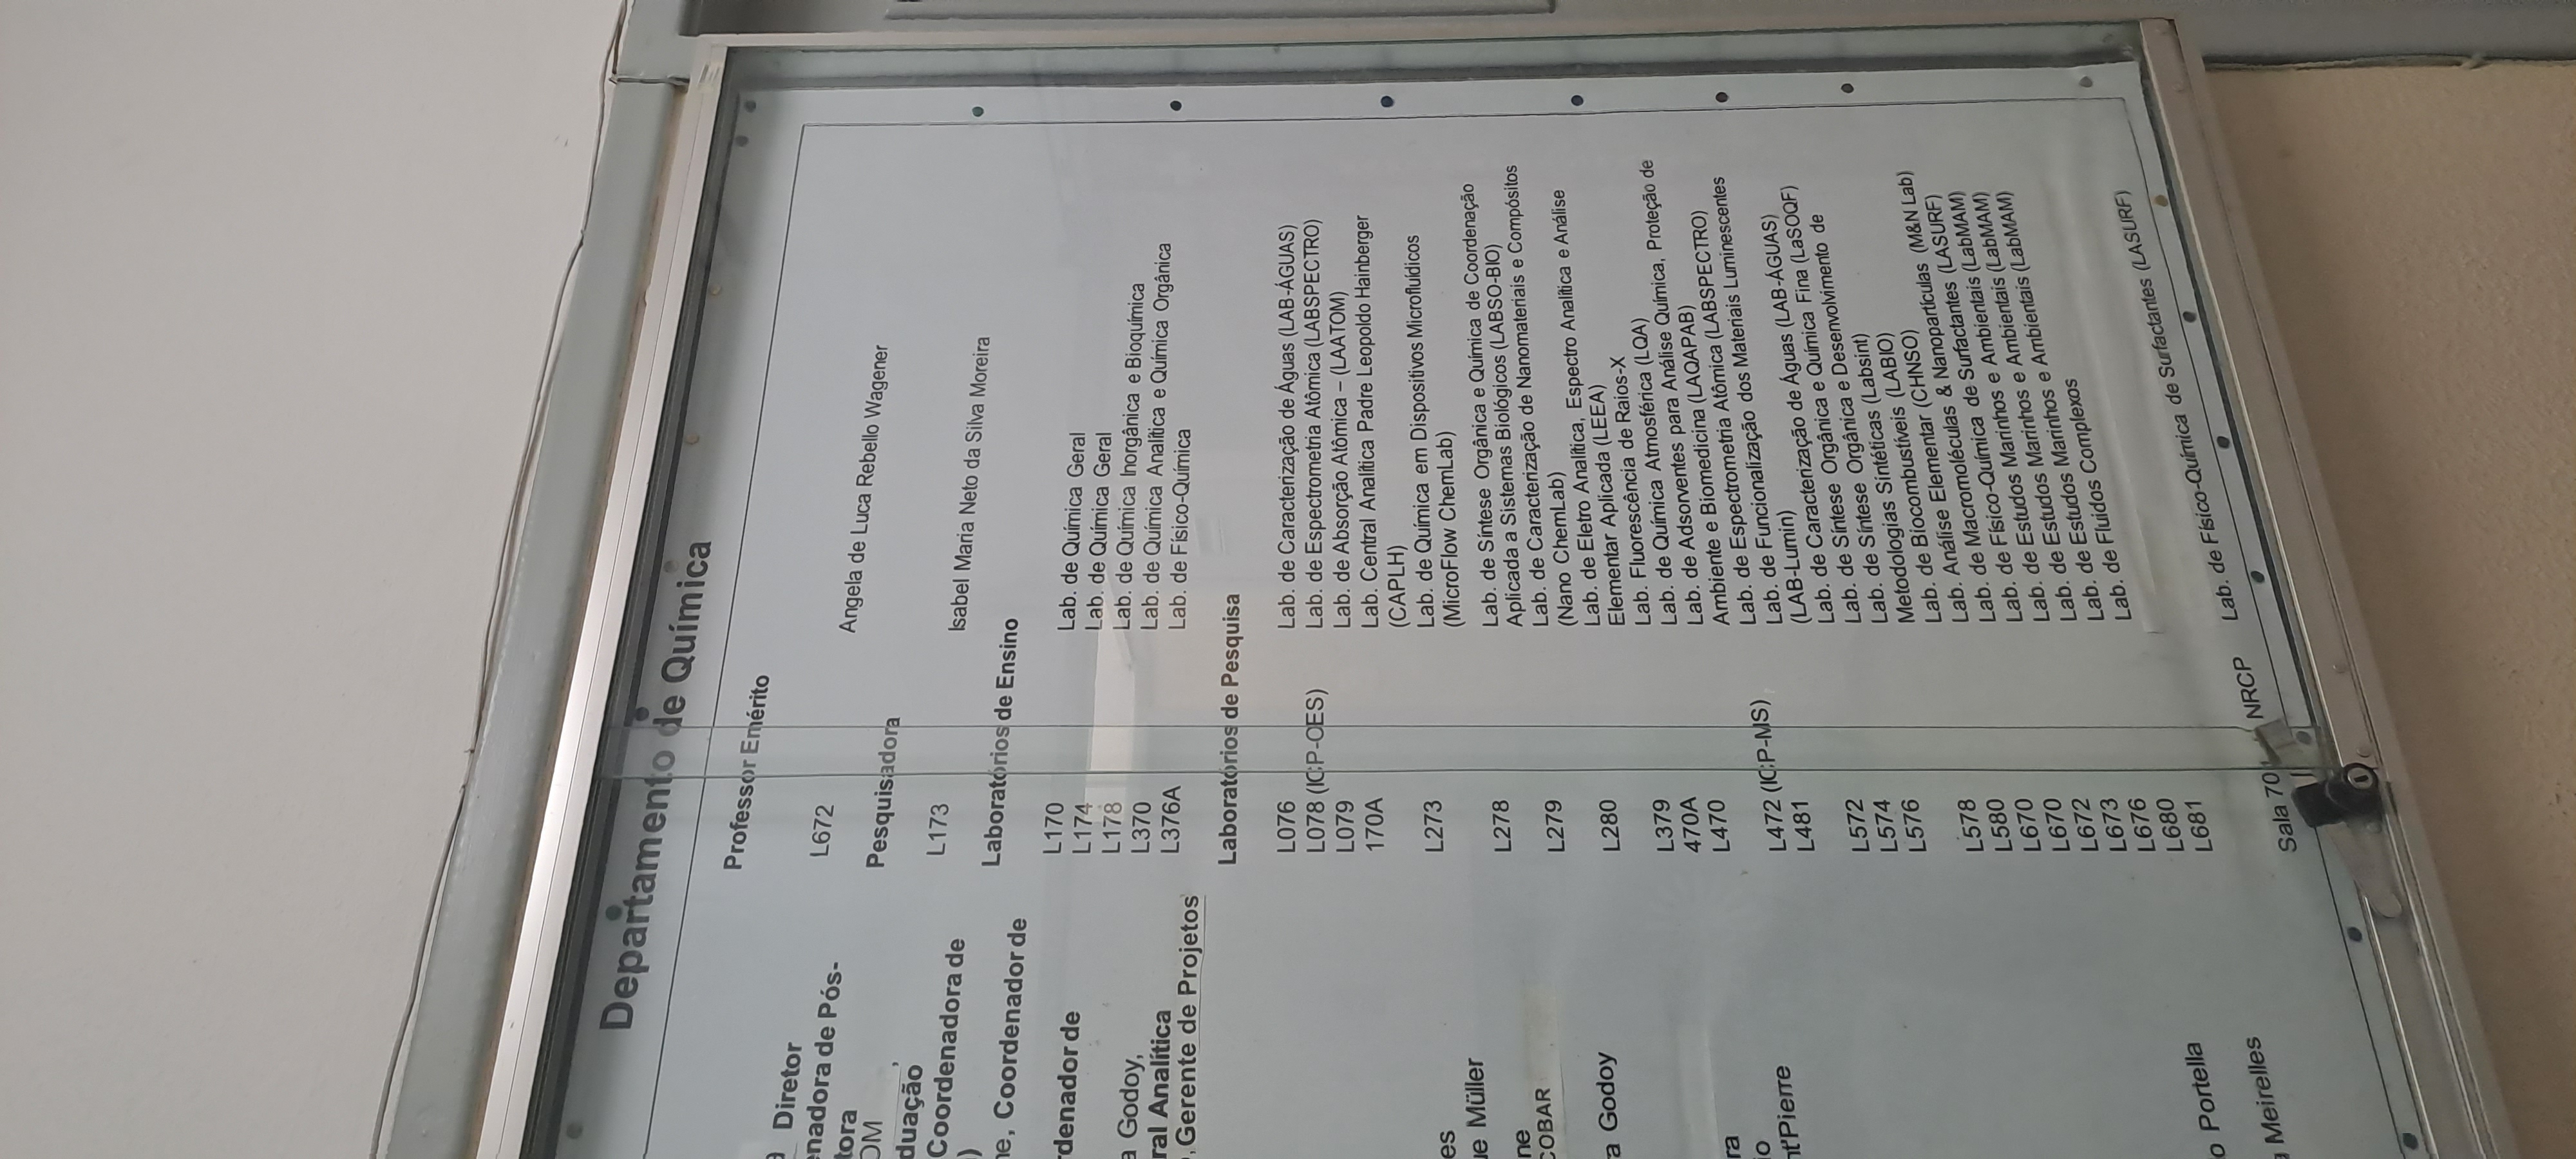 Departamento de Química
Diretor
enadora de Pós-
tora
OM ,
duação
Coordenadora de
)
ne, Coordenador de
rdenador de
a Godoy,
ral Analítica
, Gerente de Projetos
es
ue Müller
ne
COBAR
a Godoy
ra
io
nt'Pierre
o Portella
a Meirelles
Professor Emérito
L672 Angela de Luca Rebello Wagener
Pesquisadora
L173 Isabel Maria Neto da Silva Moreira
Laboratórios de Ensino
L170 Lab. de Química Geral
L174 Lab. de Química Geral
L178 Lab. de Química Inorgânica e Bioquímica
L370 Lab. de Química Analítica e Química Orgânica
L376A Lab. de Físico-Química
Laboratórios de Pesquisa
L076 Lab. de Caracterização de Águas (LAB-ÁGUAS)
L078 (ICP-OES) Lab. de Espectrometria Atômica (LABSPECTRO)
L079 Lab. de Absorção Atômica – (LAATOM)
170A Lab. Central Analítica Padre Leopoldo Hainberger
(CAPLH)
L273 Lab. de Química em Dispositivos Microfluídicos
(MicroFlow ChemLab)
L278 Lab. de Síntese Orgânica e Química de Coordenação
Aplicada a Sistemas Biológicos (LABSO-BIO)
L279 Lab. de Caracterização de Nanomateriais e Compósitos
(Nano ChemLab)
L280 Lab. de Eletro Analítica, Espectro Analítica e Análise
Elementar Aplicada (LEEA)
L379 Lab. Fluorescência de Raios-X
470A Lab. de Química Atmosférica (LQA)
L470 Lab. de Adsorventes para Análise Química, Proteção de
Ambiente e Biomedicina (LAQAPAB)
L472 (ICP-MS) Lab. de Espectrometria Atômica (LABSPECTRO)
L481 Lab. de Funcionalização dos Materiais Luminescentes
(LAB-Lumin)
L572 Lab. de Caracterização de Águas (LAB-ÁGUAS)
L574 Lab. de Síntese Orgânica e Química Fina (LaSOQF)
L576 Lab. de Síntese Orgânica e Desenvolvimento de
Metodologias Sintéticas (Labsint)
L578 Lab. de Biocombustíveis (LABIO)
L580 Lab. Análise Elementar (CHNSO)
L670 Lab. de Macromoléculas & Nanopartículas (M&N Lab)
L670 Lab. de Físico-Química de Surfactantes (LASURF)
L672 Lab. de Estudos Marinhos e Ambientais (LabMAM)
L673 Lab. de Estudos Marinhos e Ambientais (LabMAM)
L676 Lab. de Estudos Marinhos e Ambientais (LabMAM)
L680 Lab. de Fluidos Complexos
L681
Sala 70 NRCP Lab. de Físico-Química de Surfactantes (LASURF)